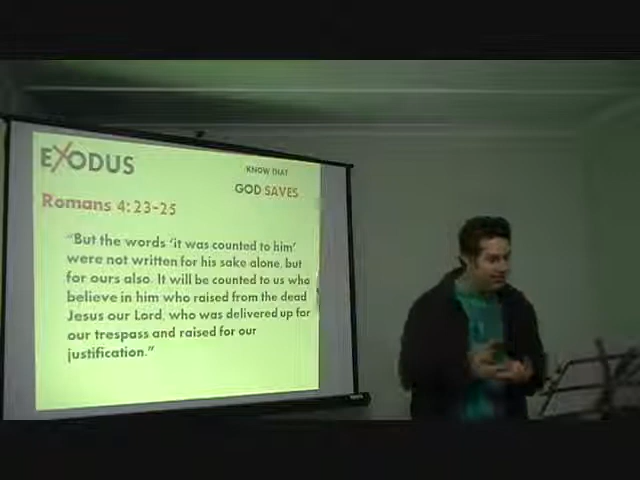 EXODUS
KNOW THAT
GOD SAVES
Romans 4:23-25
"But the words 'it was counted to him'
were not written for his sake alone, but
for ours also. It will be counted to us who
believe in him who raised from the dead
Jesus our Lord, who was delivered up for
our trespass and raised for our
justification."